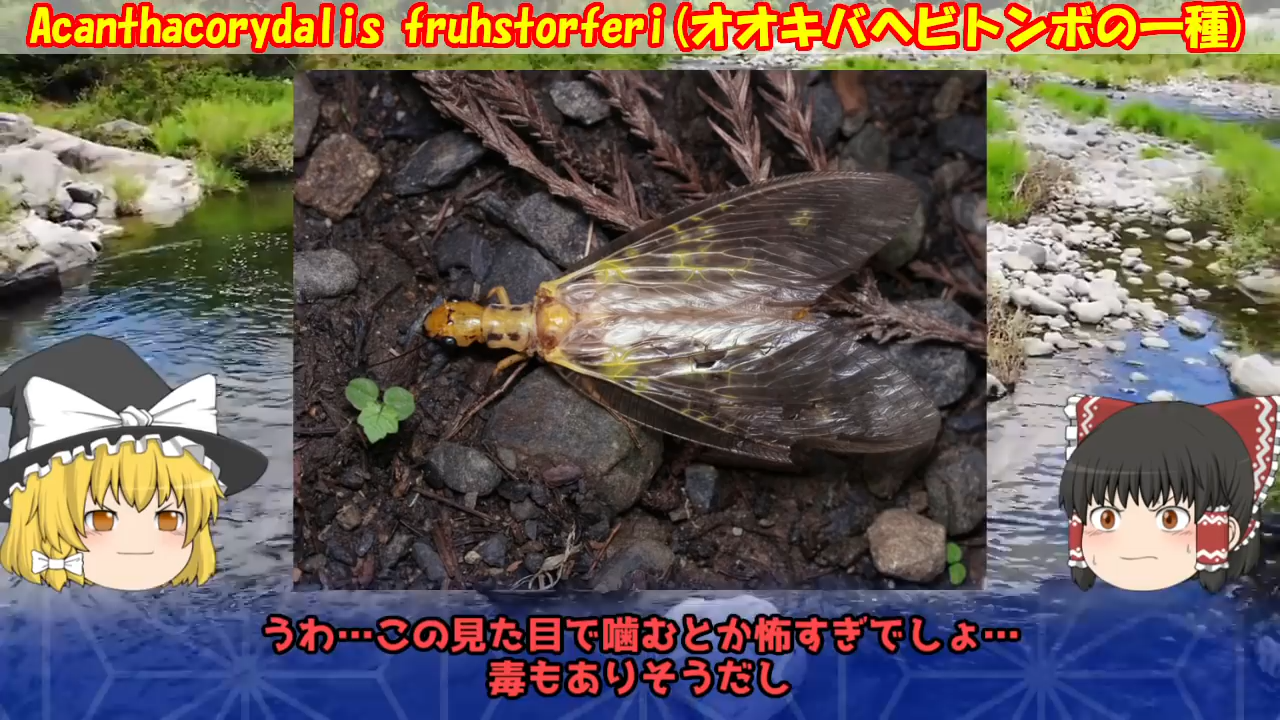 Acanthacorydalis fruhstorferi(オオキバヘビトンボの一種)
うわ…この見た目で噛むとか怖すぎでしょ…
毒もありそうだし